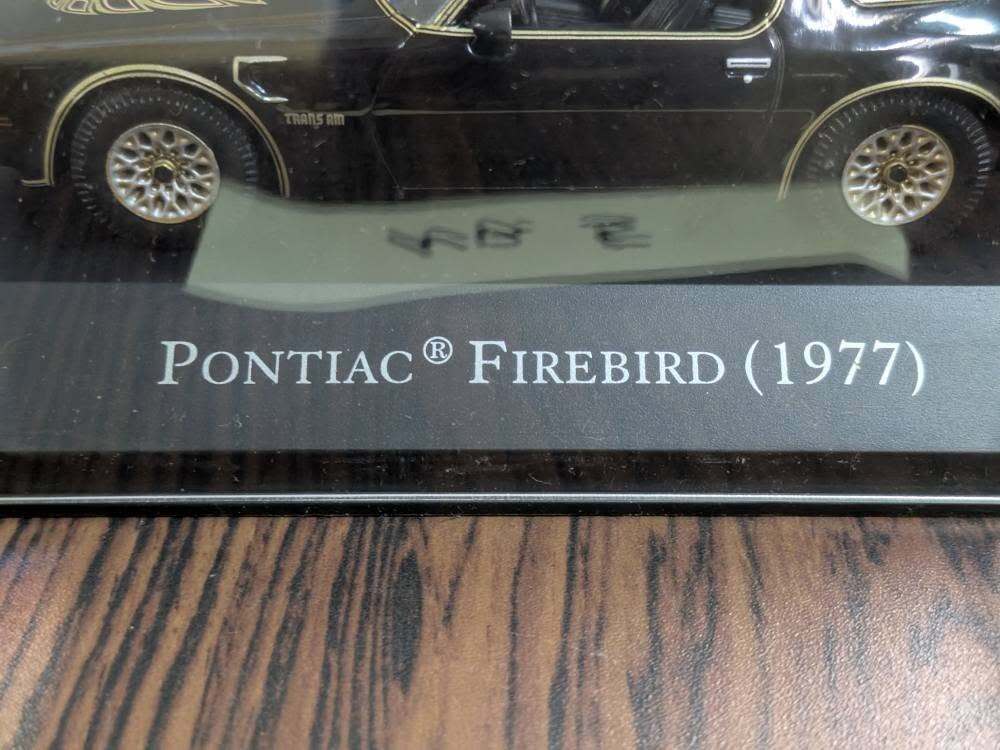 TRANS AM
PONTIAC® FIREBIRD (1977)